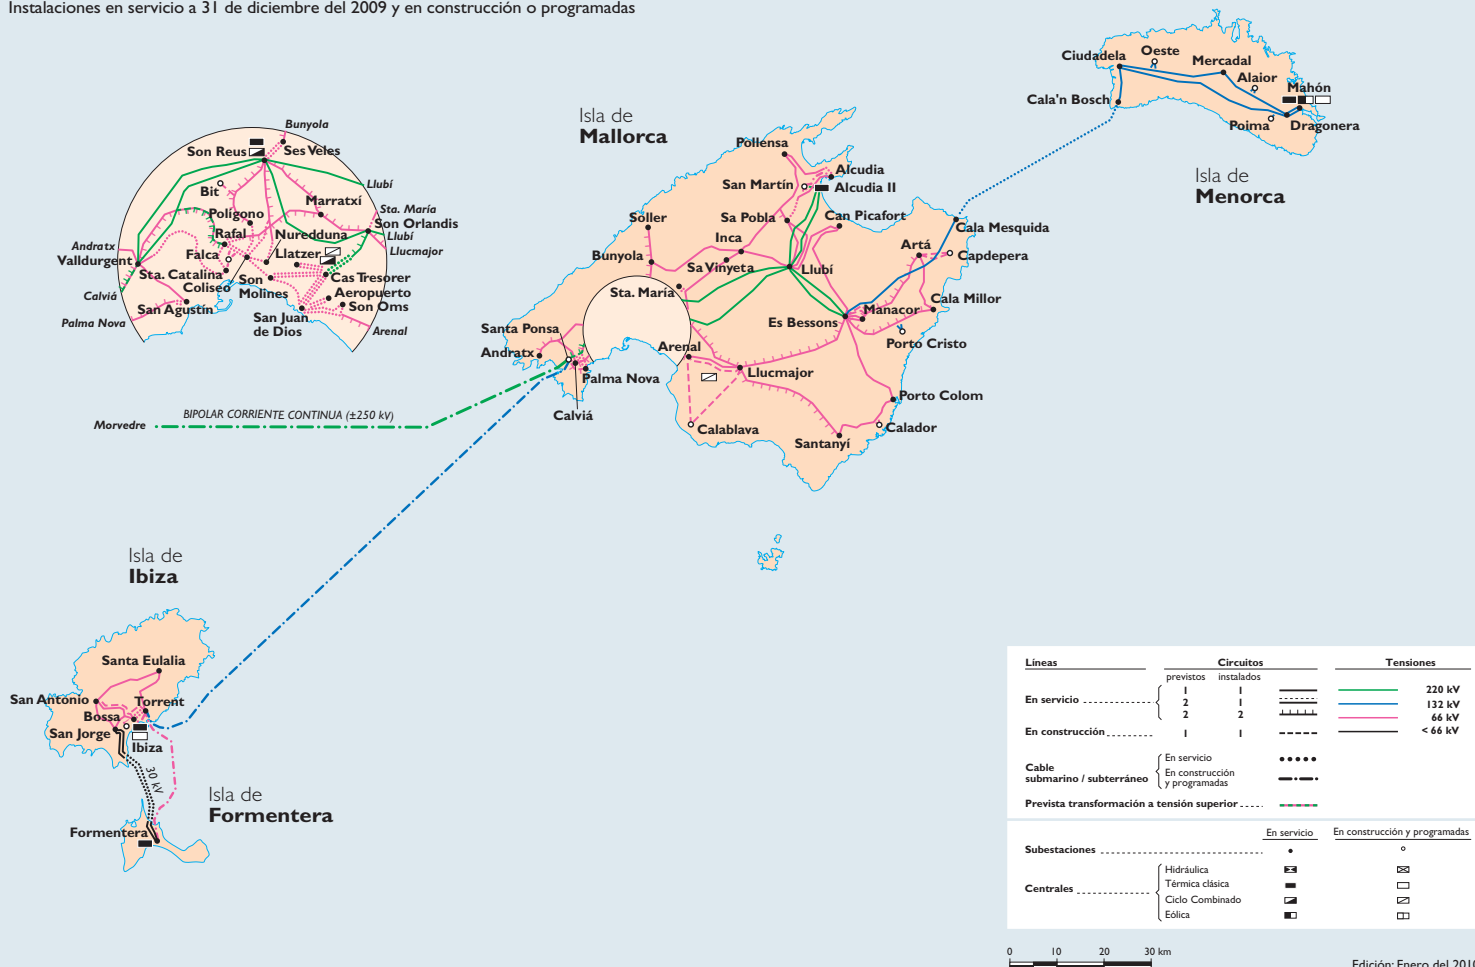 Instalaciones en servicio a 31 de diciembre del 2009 y en construcción o programadas
Isla de
Mallorca
Isla de
Menorca
Ciudadela
Oeste
Mercadal
Alaior
Mahón
Cala'n Bosch
Poima
Dragonera
Bunyola
Son Reus
Ses Veles
Bit
Llubí
Marratxí
Polígono
Sta. María
Son Orlandis
Rafal
Nuredduna
Llubí
Andratx
Falca
Llatzer
Llucmajor
Valldurgent
Sta. Catalina
Cas Tresorer
Coliseo
Son
Molines
Aeropuerto
Calviá
San Agustín
Son Oms
Palma Nova
San Juan
de Dios
Arenal
Pollensa
Alcudia
San Martín
Alcudia II
Sóller
Sa Pobla
Can Picafort
Cala Mesquida
Inca
Artá
Bunyola
Sa Vinyeta
Llubí
Capdepera
Sta. María
Cala Millor
Manacor
Es Bessons
Santa Ponsa
Porto Cristo
Andratx
Arenal
Palma Nova
Llucmajor
Calviá
Porto Colom
Calablava
Calador
Santanyí
BIPOLAR CORRIENTE CONTINUA (±250 kV)
Morvedre
Isla de
Ibiza
Santa Eulalia
San Antonio
Torrent
Bossa
San Jorge
Ibiza
30 kV
Isla de
Formentera
Formentera
Líneas
Circuitos
Tensiones
previstos
instalados
En servicio
1 1
2 1
2 2
220 kV
132 kV
66 kV
< 66 kV
En construcción
1 1
Cable
submarino / subterráneo
En servicio
En construcción
y programadas
Prevista transformación a tensión superior
En servicio
En construcción y programadas
Subestaciones
Centrales
Hidráulica
Térmica clásica
Ciclo Combinado
Eólica
0 10 20 30 km
Edición: Enero del 2010